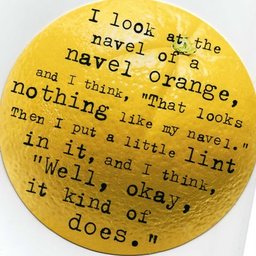 I look at the
navel of a
navel orange,
and I think, "That looks
nothing like my navel."
Then I put a little lint
in it, and I think,
"Well, okay,
it kind of
does."